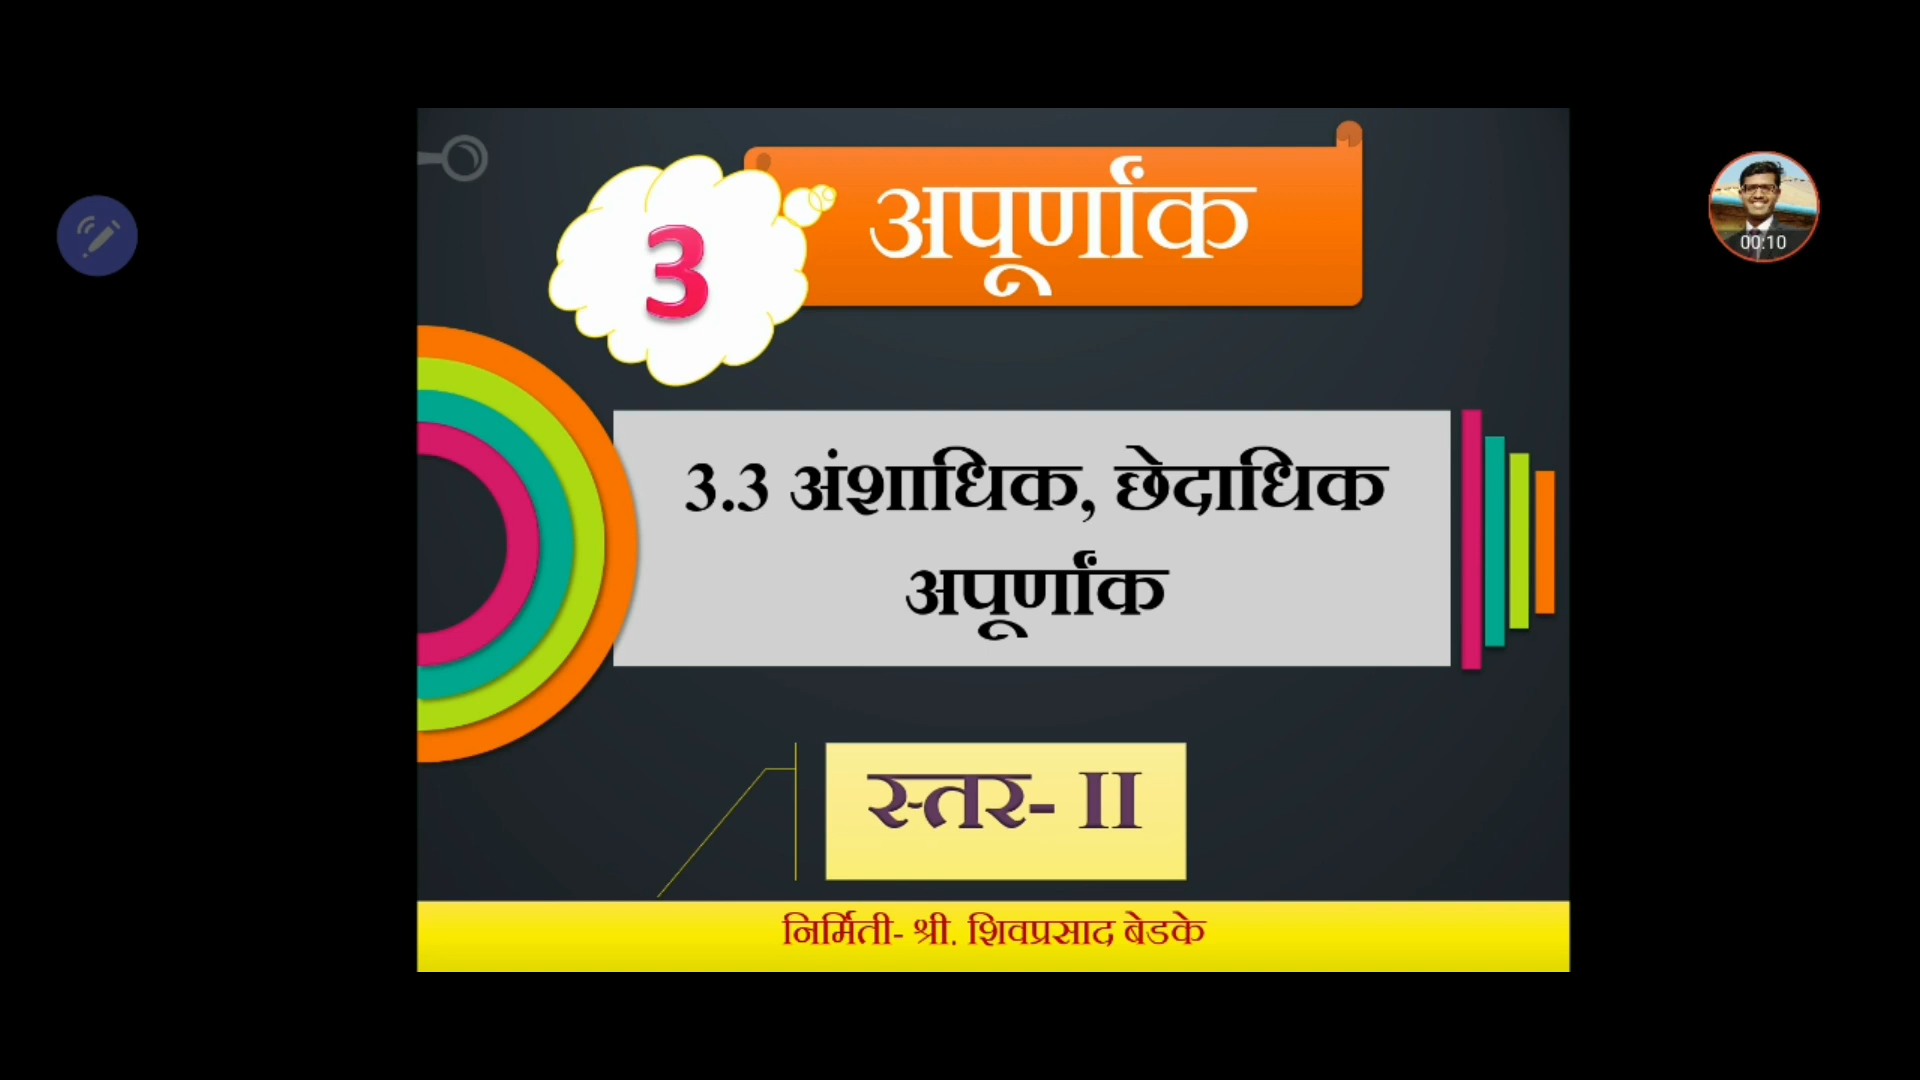 3
अपूर्णांक
3.3 अंशाधिक, छेदाधिक
अपूर्णांक
स्तर- II
निर्मिती- श्री. शिवप्रसाद बेडके
00:10